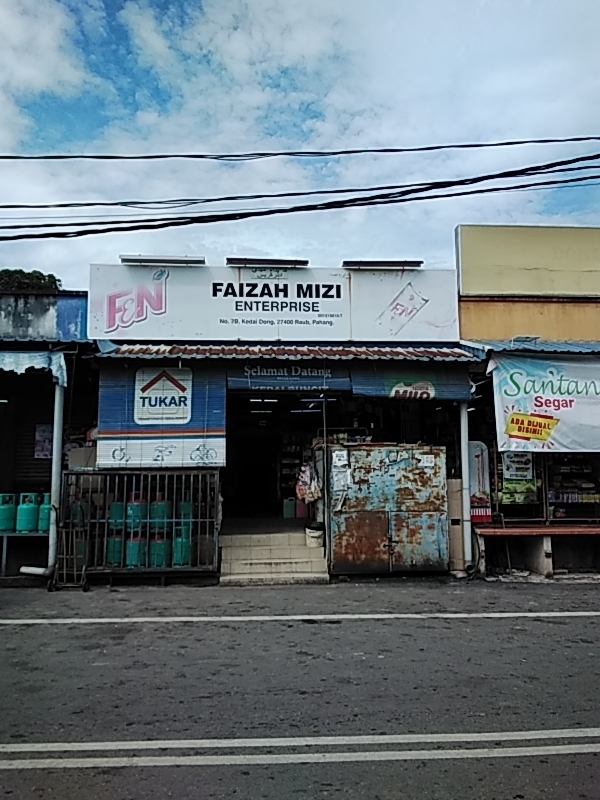 F&N
FAIZAH MIZI
ENTERPRISE
No. 7B, Kedai Dong, 27400 Raub, Pahang.
F&N
Selamat Datang
TUKAR
MILO
Santan
Segar
ADA DIJUAL
DISINI!